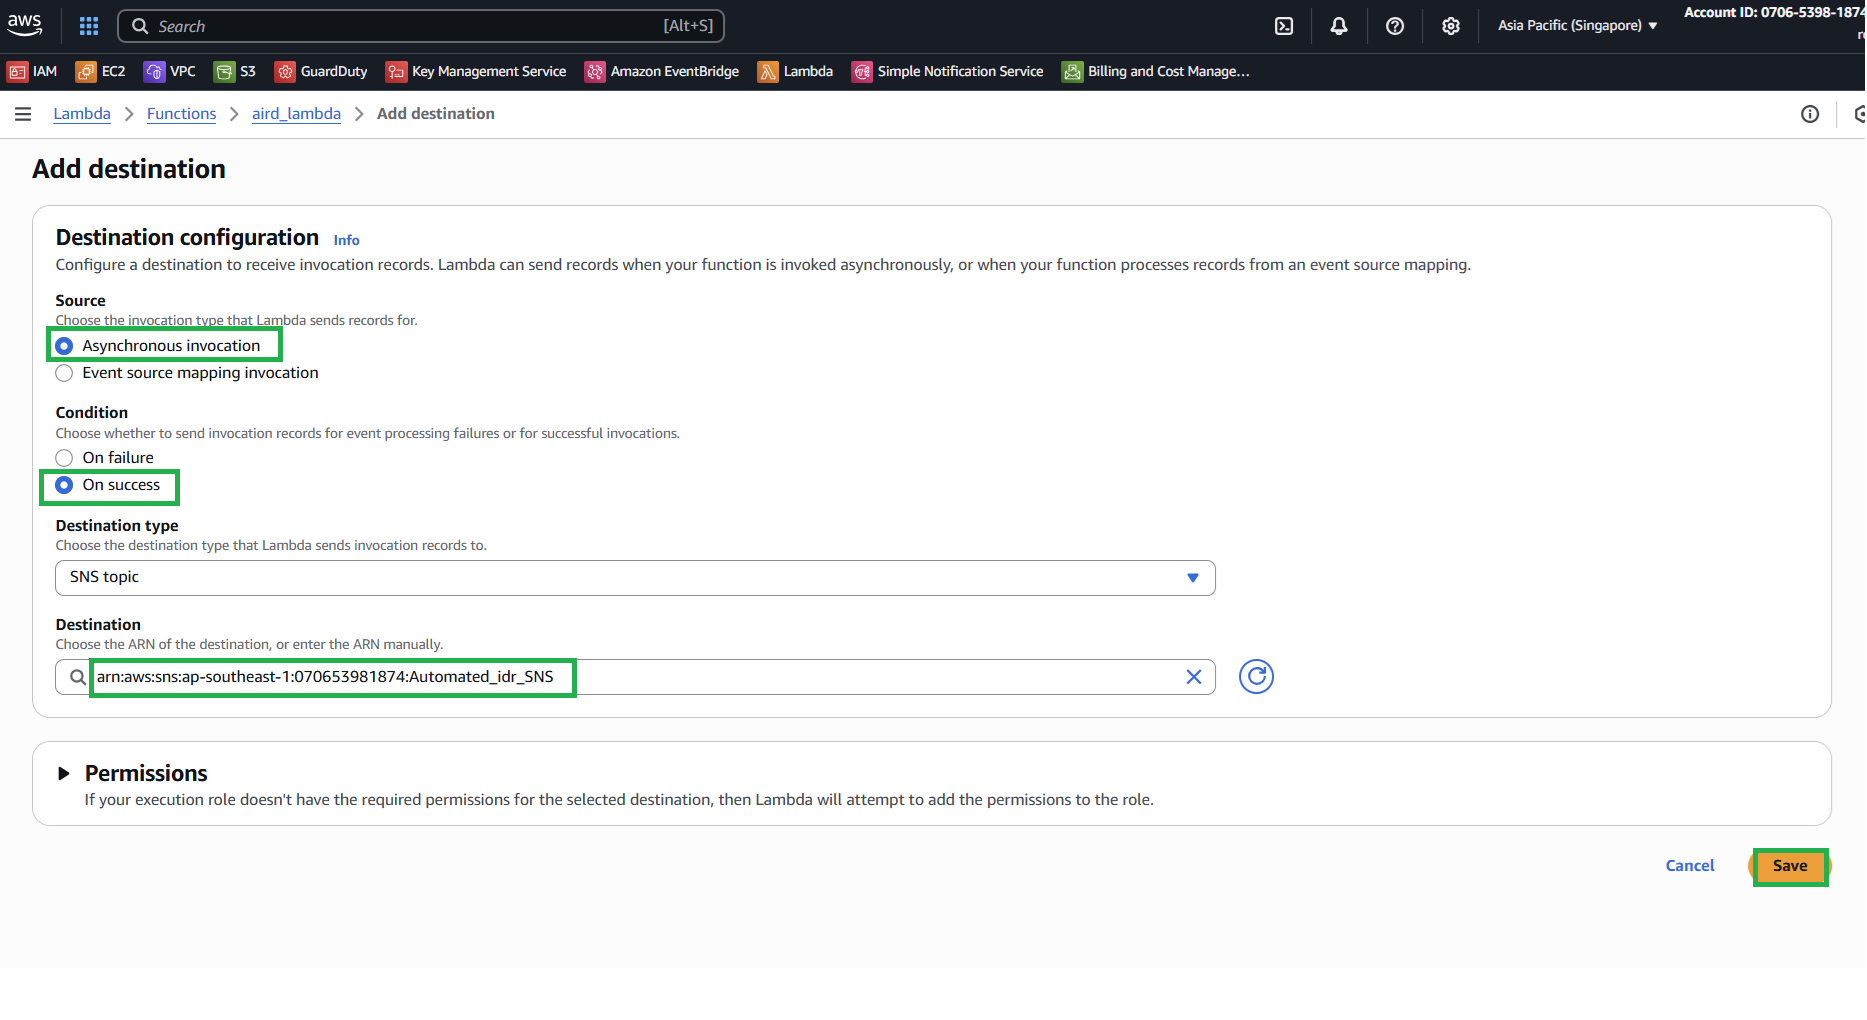 aws
Search [Alt+S]
Asia Pacific (Singapore)
Account ID: 0706-5398-1874
IAM EC2 VPC S3 GuardDuty Key Management Service Amazon EventBridge Lambda Simple Notification Service Billing and Cost Manage...
Lambda > Functions > aird_lambda > Add destination
Add destination
Destination configuration Info
Configure a destination to receive invocation records. Lambda can send records when your function is invoked asynchronously, or when your function processes records from an event source mapping.
Source
Choose the invocation type that Lambda sends records for.
Asynchronous invocation
Event source mapping invocation
Condition
Choose whether to send invocation records for event processing failures or for successful invocations.
On failure
On success
Destination type
Choose the destination type that Lambda sends invocation records to.
SNS topic
Destination
Choose the ARN of the destination, or enter the ARN manually.
arn:aws:sns:ap-southeast-1:070653981874:Automated_idr_SNS
Permissions
If your execution role doesn't have the required permissions for the selected destination, then Lambda will attempt to add the permissions to the role.
Cancel Save